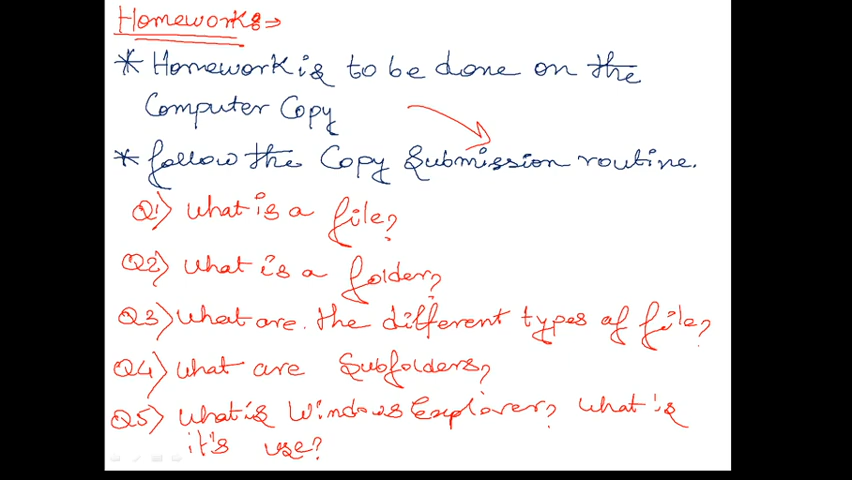 Homework:→
* Homework is to be done on the
Computer Copy
* follow the Copy Submission routine.
Q1) What is a file?
Q2) What is a folder?
Q3) What are the different types of file?
Q4) What are Subfolders?
Q5) What is Windows Explorer? What is
it's use?